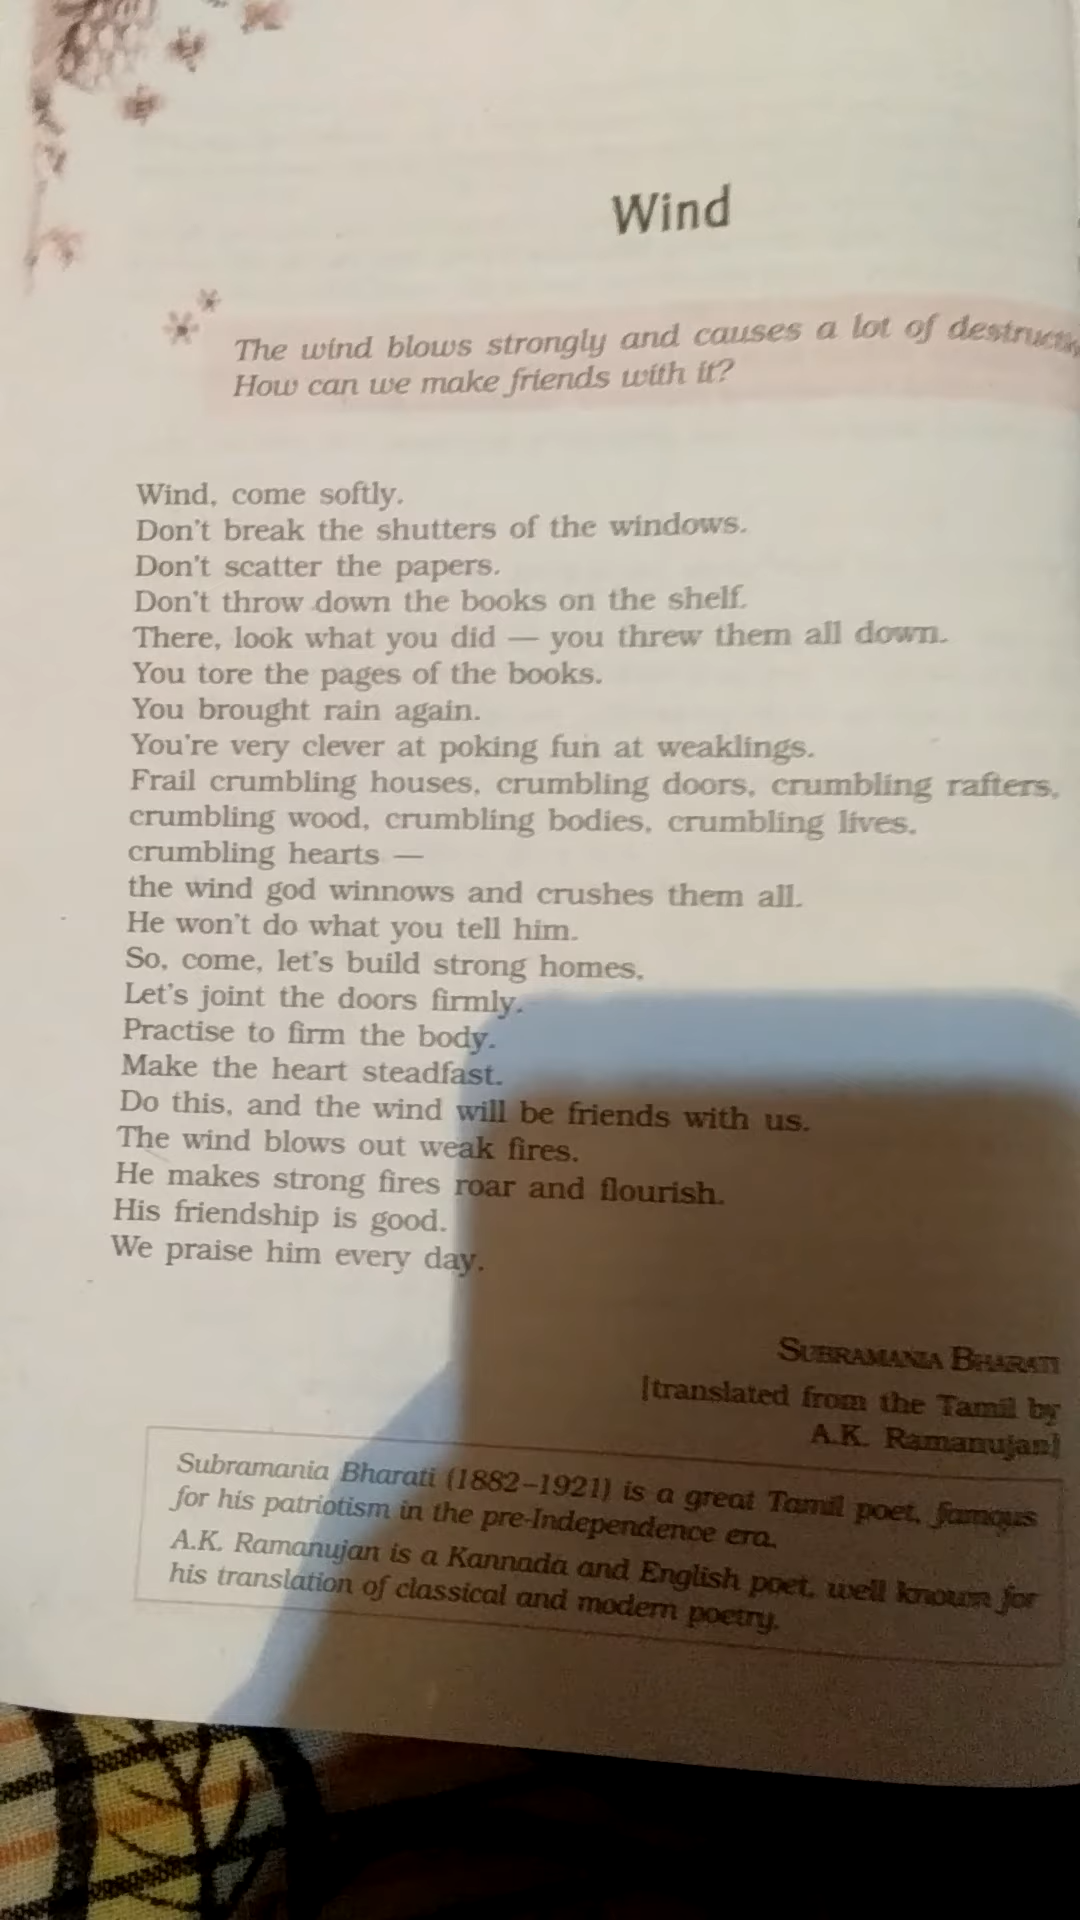 Wind
The wind blows strongly and causes a lot of
How can we make friends with it?
Wind, come softly.
Don't break the shutters of the windows.
Don't scatter the papers.
Don't throw down the books on the shelf.
There, look what you did — you threw them all down.
You tore the pages of the books.
You brought rain again.
You're very clever at poking fun at weaklings.
Frail crumbling houses, crumbling doors, crumbling rafters,
crumbling wood, crumbling bodies, crumbling lives,
crumbling hearts —
the wind god winnows and crushes them all.
He won't do what you tell him.
So, come, let's build strong homes,
Let's joint the doors firmly.
Practise to firm the body.
Make the heart steadfast.
Do this, and the wind will be friends with us.
The wind blows out weak fires.
He makes strong fires roar and flourish.
His friendship is good.
We praise him every day.
SUBRAMANIA BHARATI
[translated from the Tamil by
A.K. Ramanujan]
Subramania Bharati (1882–1921) is a great Tamil poet, famous
for his patriotism in the pre-Independence era.
A.K. Ramanujan is a Kannada and English poet, well known for
his translation of classical and modern poetry.